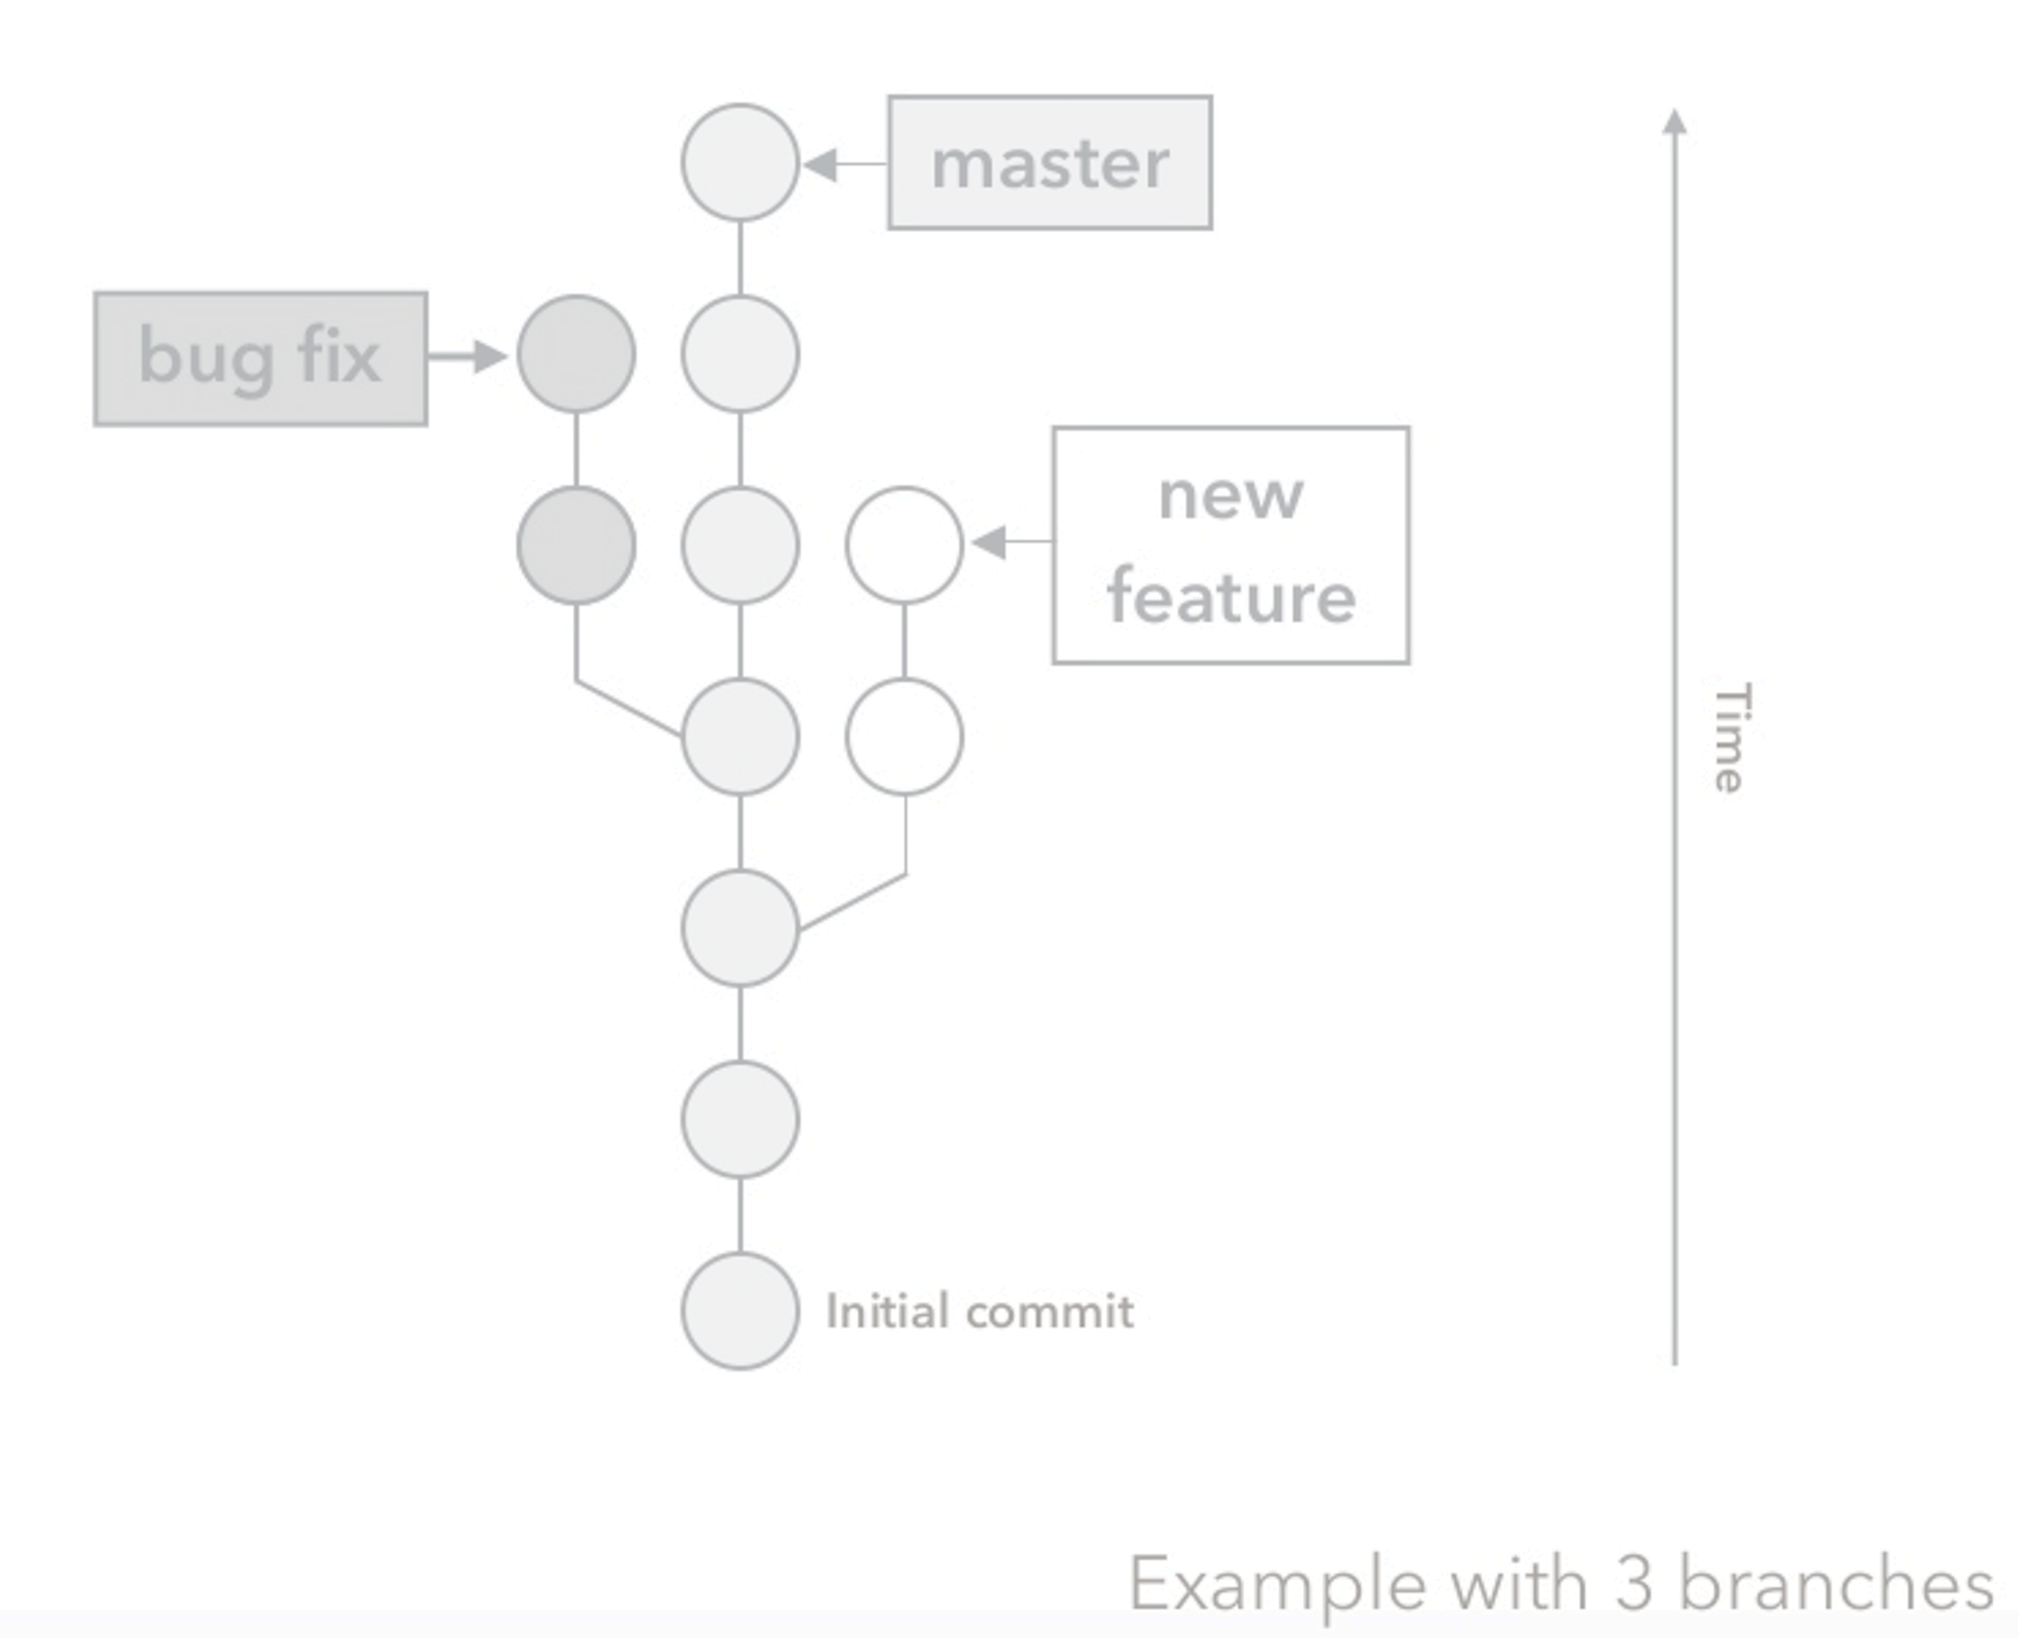 master
bug fix
new
feature
Time
Initial commit
Example with 3 branches